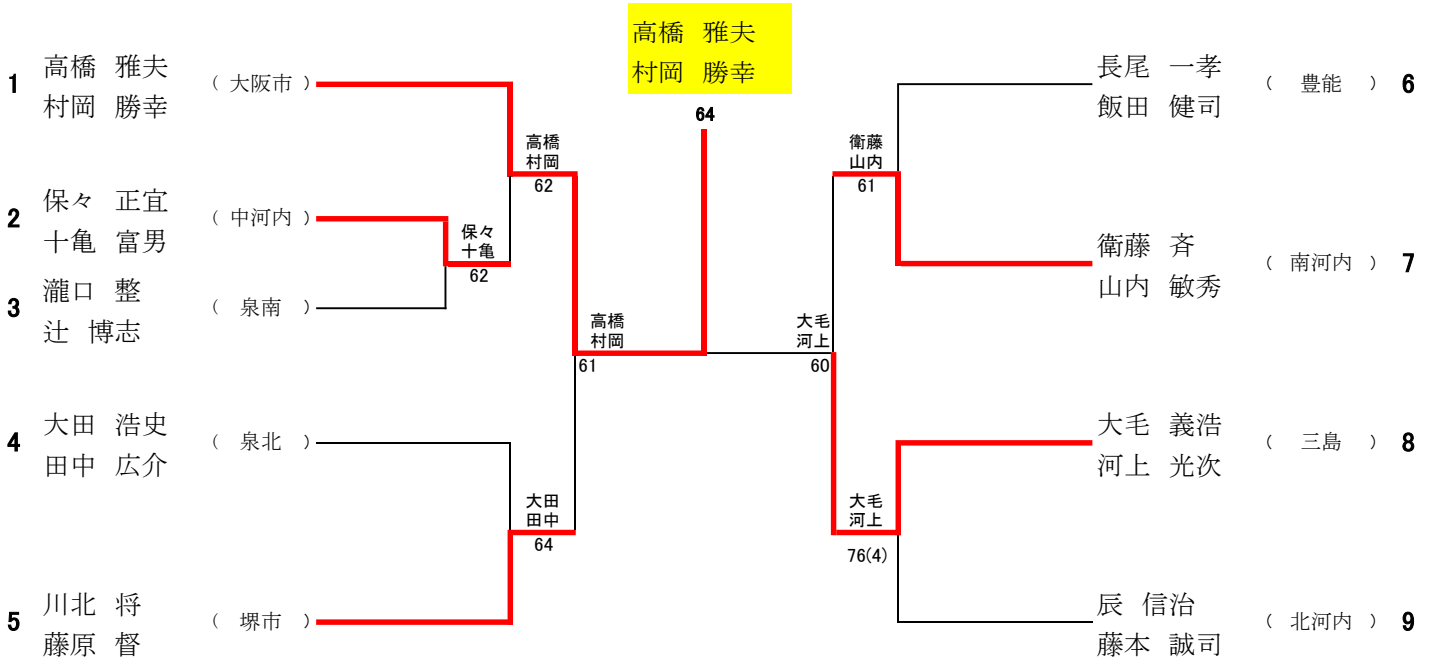 高橋 雅夫
村岡 勝幸
64
1
高橋 雅夫
村岡 勝幸
( 大阪市 )
2
保々 正宜
十亀 富男
( 中河内 )
3
瀧口 整
辻 博志
( 泉南 )
4
大田 浩史
田中 広介
( 泉北 )
5
川北 将
藤原 督
( 堺市 )
高橋
村岡
62
保々
十亀
62
高橋
村岡
61
大田
田中
64
衛藤
山内
61
大毛
河上
60
大毛
河上
76(4)
長尾 一孝
飯田 健司
( 豊能 )
6
衛藤 斉
山内 敏秀
( 南河内 )
7
大毛 義浩
河上 光次
( 三島 )
8
辰 信治
藤本 誠司
( 北河内 )
9